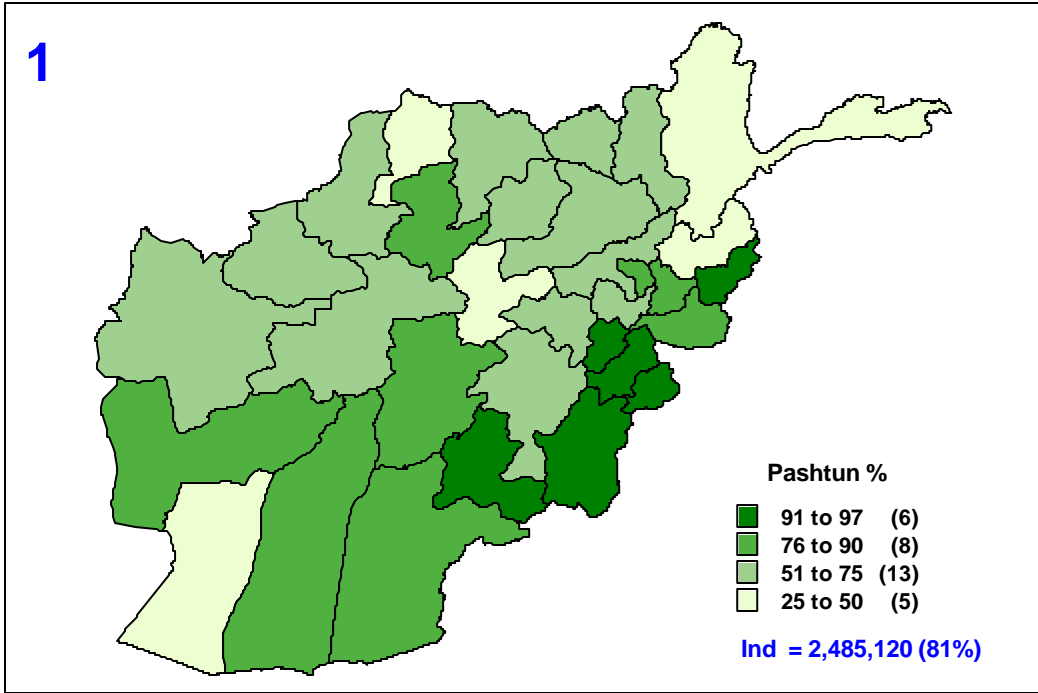 1
Pashtun %
91 to 97 (6)
76 to 90 (8)
51 to 75 (13)
25 to 50 (5)
Ind = 2,485,120 (81%)